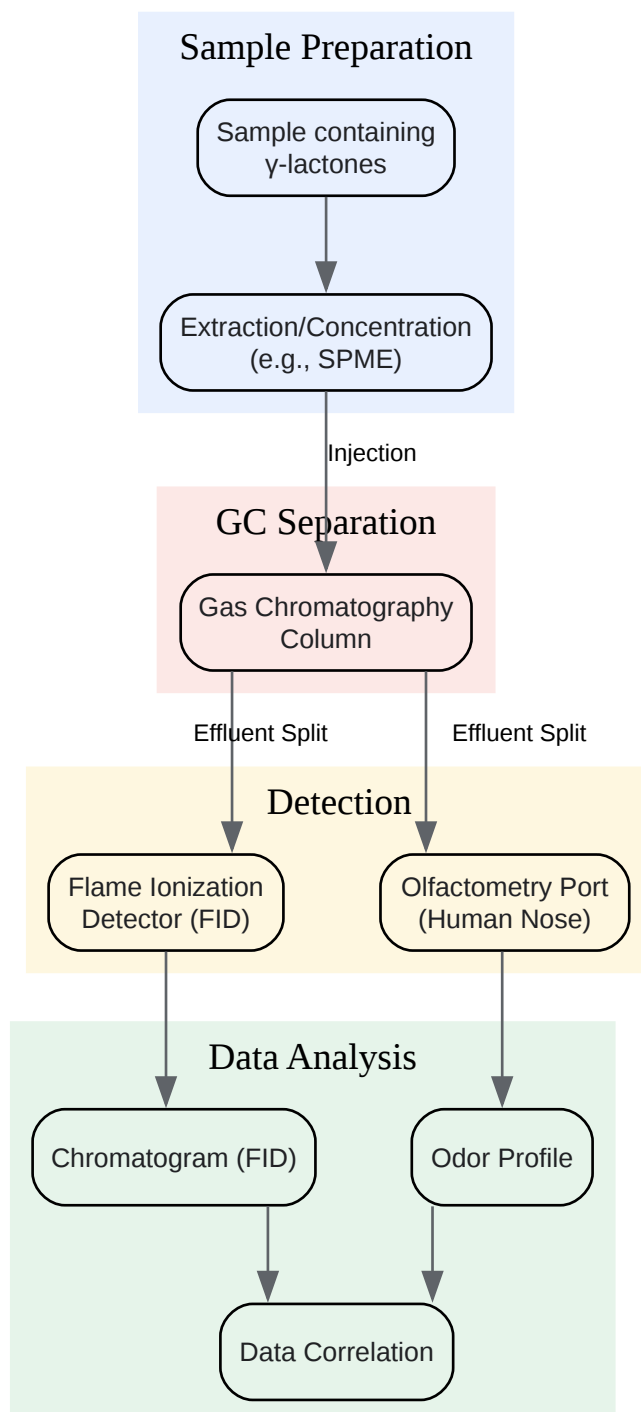 Sample Preparation
Sample containing
γ-lactones
Extraction/Concentration
(e.g., SPME)
Injection
GC Separation
Gas Chromatography
Column
Effluent Split
Effluent Split
Detection
Flame Ionization
Detector (FID)
Olfactometry Port
(Human Nose)
Data Analysis
Chromatogram (FID)
Odor Profile
Data Correlation